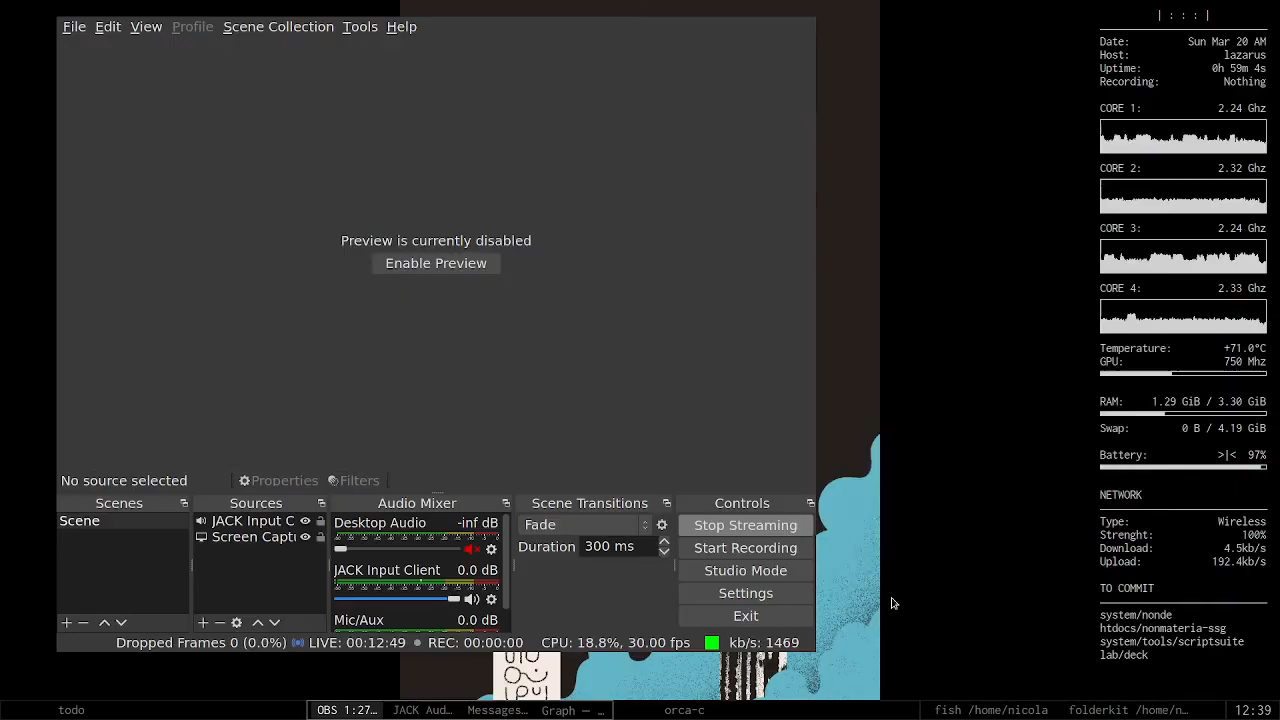 File Edit View Profile Scene Collection Tools Help
Preview is currently disabled
Enable Preview
No source selected Properties Filters
Scenes Sources Audio Mixer Scene Transitions Controls
Scene
JACK Input C
Screen Captu
Desktop Audio -inf dB
JACK Input Client 0.0 dB
Mic/Aux 0.0 dB
Fade
Duration 300 ms
Stop Streaming
Start Recording
Studio Mode
Settings
Exit
Dropped Frames 0 (0.0%) LIVE: 00:12:49 REC: 00:00:00 CPU: 18.8%, 30.00 fps kb/s: 1469
| : : : |
Date: Sun Mar 20 AM
Host: lazarus
Uptime: 0h 59m 4s
Recording: Nothing
CORE 1: 2.24 Ghz
CORE 2: 2.32 Ghz
CORE 3: 2.24 Ghz
CORE 4: 2.33 Ghz
Temperature: +71.0°C
GPU: 750 Mhz
RAM: 1.29 GiB / 3.30 GiB
Swap: 0 B / 4.19 GiB
Battery: >|< 97%
NETWORK
Type: Wireless
Strenght: 100%
Download: 4.5kb/s
Upload: 192.4kb/s
TO COMMIT
system/nonde
htdocs/nonmateria-ssg
system/tools/scriptsuite
lab/deck
todo OBS 1:27… JACK Aud… Messages… Graph — … orca-c fish /home/nicola folderkit /home/n… 12:39